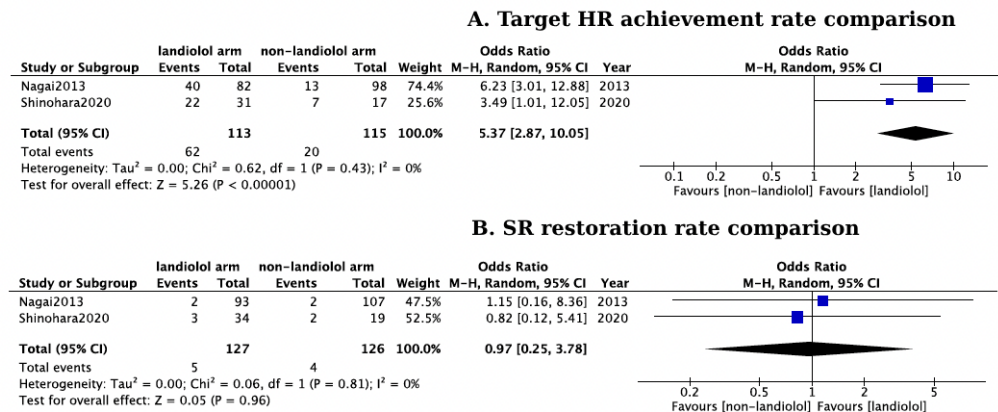 A. Target HR achievement rate comparison
landiolol arm non-landiolol arm Odds Ratio Odds Ratio
Study or Subgroup Events Total Events Total Weight M-H, Random, 95% CI Year M-H, Random, 95% CI
Nagai2013 40 82 13 98 74.4% 6.23 [3.01, 12.88] 2013
Shinohara2020 22 31 7 17 25.6% 3.49 [1.01, 12.05] 2020
Total (95% CI) 113 115 100.0% 5.37 [2.87, 10.05]
Total events 62 20
Heterogeneity: Tau² = 0.00; Chi² = 0.62, df = 1 (P = 0.43); I² = 0%
Test for overall effect: Z = 5.26 (P < 0.00001)
0.1 0.2 0.5 1 2 5 10
Favours [non-landiolol] Favours [landiolol]
B. SR restoration rate comparison
landiolol arm non-landiolol arm Odds Ratio Odds Ratio
Study or Subgroup Events Total Events Total Weight M-H, Random, 95% CI Year M-H, Random, 95% CI
Nagai2013 2 93 2 107 47.5% 1.15 [0.16, 8.36] 2013
Shinohara2020 3 34 2 19 52.5% 0.82 [0.12, 5.41] 2020
Total (95% CI) 127 126 100.0% 0.97 [0.25, 3.78]
Total events 5 4
Heterogeneity: Tau² = 0.00; Chi² = 0.06, df = 1 (P = 0.81); I² = 0%
Test for overall effect: Z = 0.05 (P = 0.96)
0.2 0.5 1 2 5
Favours [non-landiolol] Favours [landiolol]